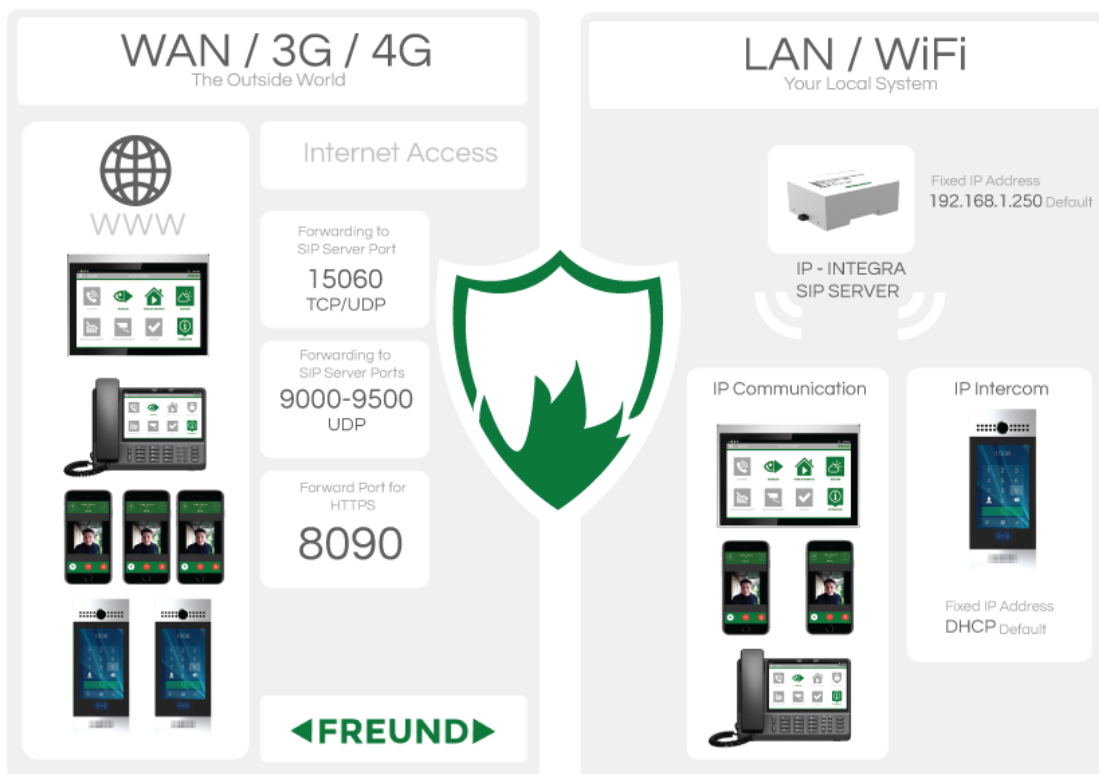 WAN / 3G / 4G
The Outside World
WWW
Internet Access
Forwarding to
SIP Server Port
15060
TCP/UDP
Forwarding to
SIP Server Ports
9000-9500
UDP
Forward Port for
HTTPS
8090
FREUND
LAN / WiFi
Your Local System
Fixed IP Address
192.168.1.250 Default
IP - INTEGRA
SIP SERVER
IP Communication
IP Intercom
Fixed IP Address
DHCP Default